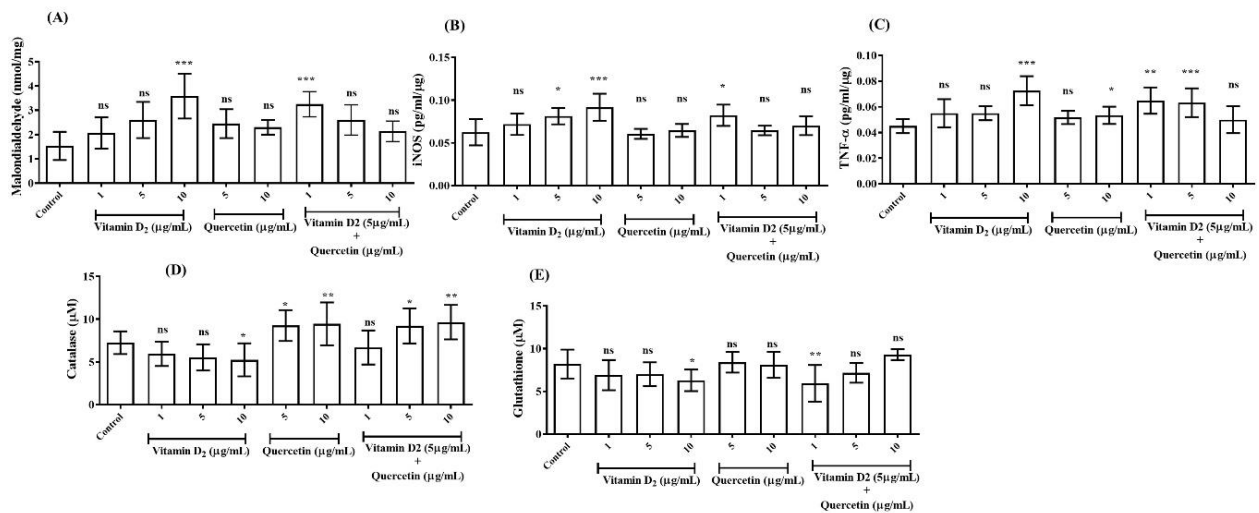 (A)
Malondialdehyde (nmol/mg)
5
4
3
2
1
0
ns
ns
***
ns
ns
***
ns
ns
Control
1
5
10
5
10
1
5
10
Vitamin D2 (µg/mL)
Quercetin (µg/mL)
Vitamin D2 (5µg/mL)
+
Quercetin (µg/mL)
(B)
iNOS (pg/ml/µg)
0.15
0.10
0.05
0.00
ns
*
***
ns
ns
*
ns
ns
Control
1
5
10
5
10
1
5
10
Vitamin D2 (µg/mL)
Quercetin (µg/mL)
Vitamin D2 (5µg/mL)
+
Quercetin (µg/mL)
(C)
TNF-α (pg/ml/µg)
0.10
0.08
0.06
0.04
0.02
0.00
ns
ns
***
ns
*
**
***
ns
Control
1
5
10
5
10
1
5
10
Vitamin D2 (µg/mL)
Quercetin (µg/mL)
Vitamin D2 (5µg/mL)
+
Quercetin (µg/mL)
(D)
Catalase (µM)
15
10
5
0
ns
ns
*
*
**
ns
*
**
Control
1
5
10
5
10
1
5
10
Vitamin D2 (µg/mL)
Quercetin (µg/mL)
Vitamin D2 (5µg/mL)
+
Quercetin (µg/mL)
(E)
Glutathione (µM)
15
10
5
0
ns
ns
*
ns
ns
**
ns
ns
Control
1
5
10
5
10
1
5
10
Vitamin D2 (µg/mL)
Quercetin (µg/mL)
Vitamin D2 (5µg/mL)
+
Quercetin (µg/mL)